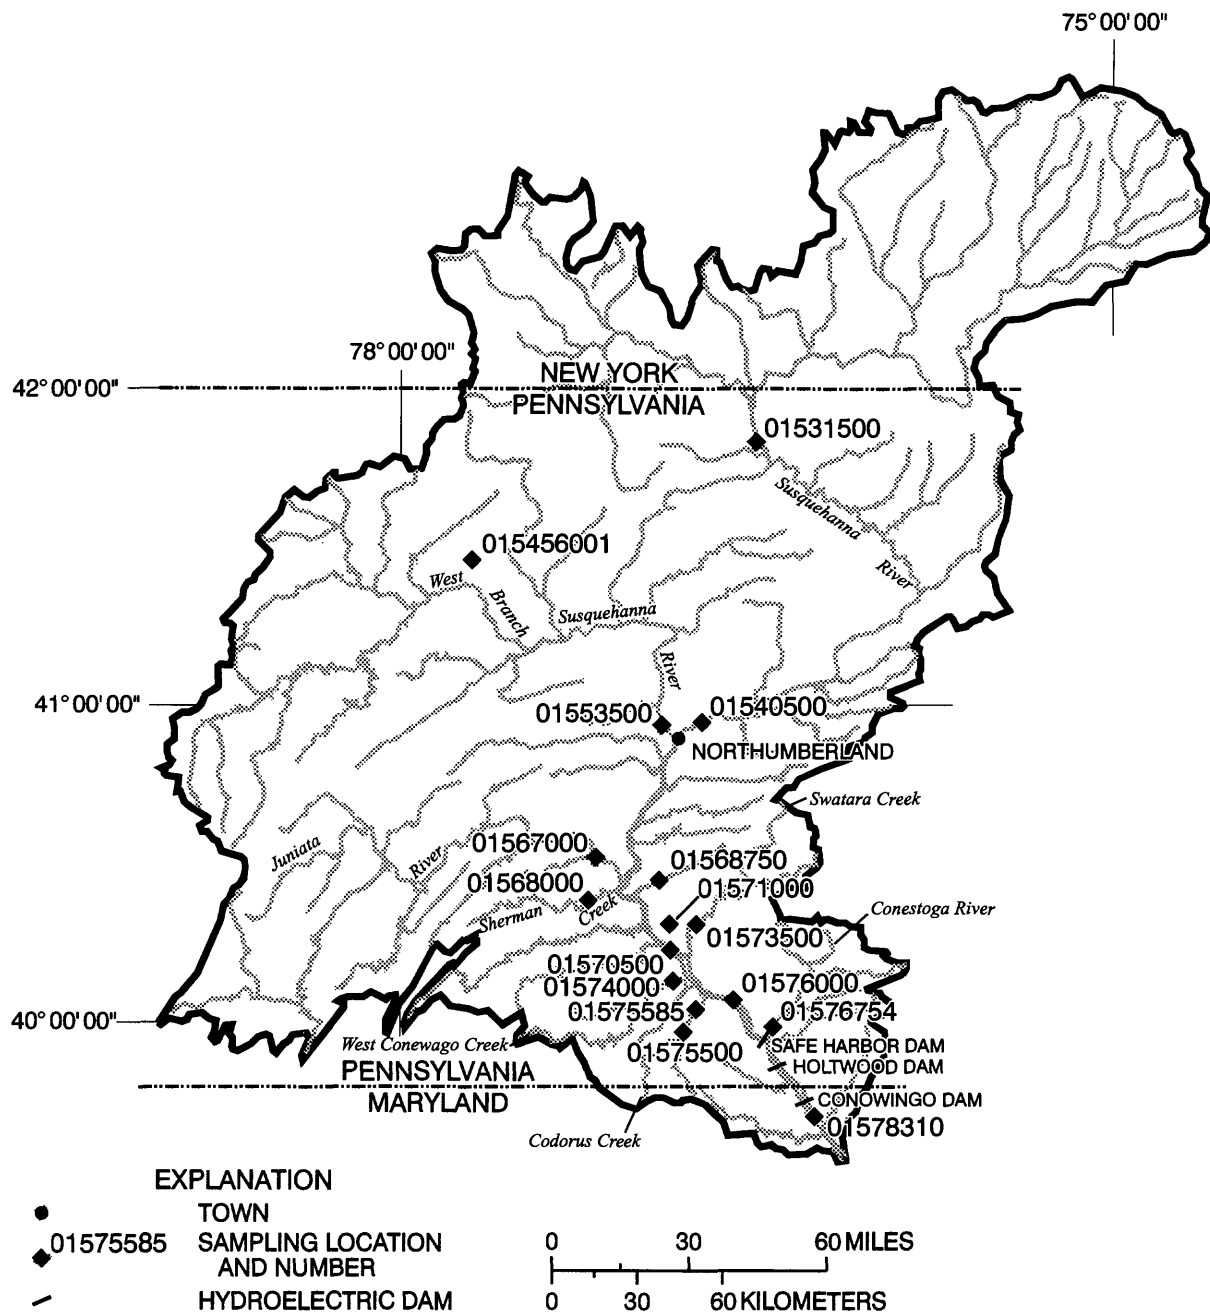 75°00'00"
78°00'00"
42°00'00"
NEW YORK
PENNSYLVANIA
01531500
Susquehanna
River
015456001
West
Branch
Susquehanna
River
41°00'00"
01553500
01540500
NORTHUMBERLAND
Swatara Creek
Juniata
River
01567000
01568750
01568000
01571000
Sherman
Creek
Conestoga River
01573500
01570500
01574000
01576000
01575585
01576754
40°00'00"
West Conewago Creek
01575500
SAFE HARBOR DAM
HOLTWOOD DAM
PENNSYLVANIA
MARYLAND
CONOWINGO DAM
01578310
Codorus Creek
EXPLANATION
TOWN
01575585 SAMPLING LOCATION
AND NUMBER
HYDROELECTRIC DAM
0 30 60 MILES
0 30 60 KILOMETERS